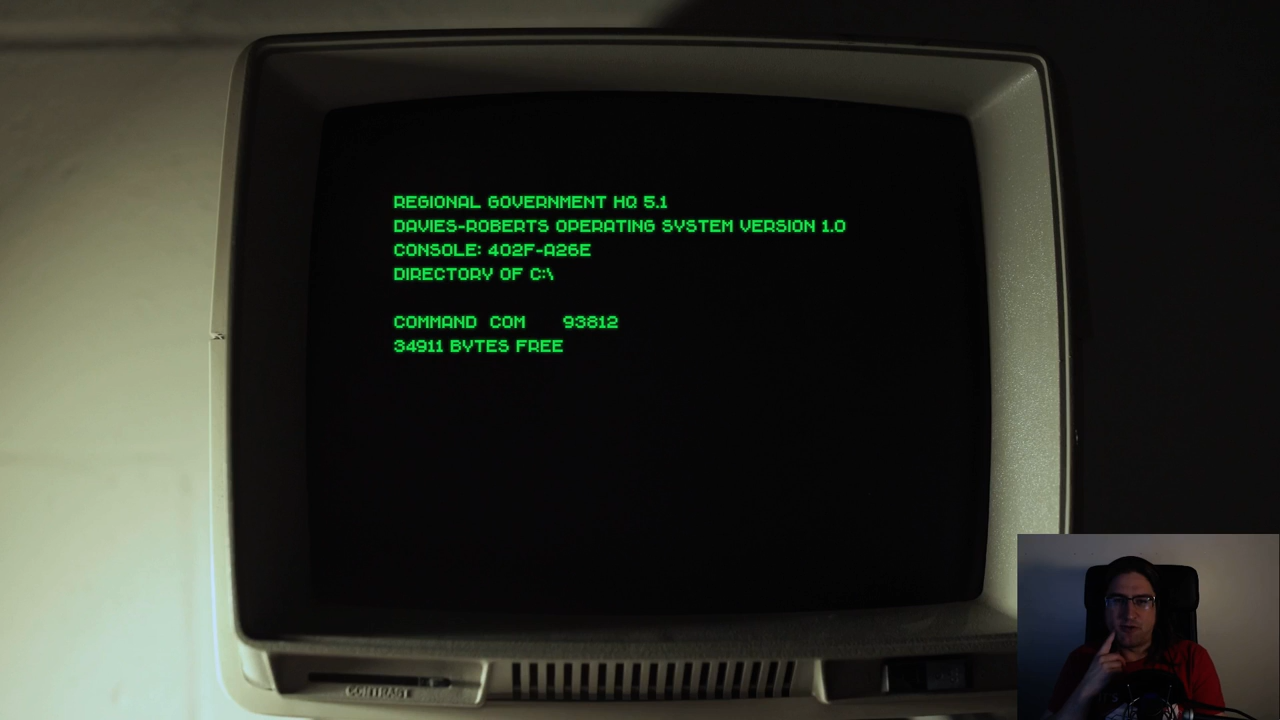 REGIONAL GOVERNMENT HQ 5.1
DAVIES-ROBERTS OPERATING SYSTEM VERSION 1.0
CONSOLE: 402F-A26E
DIRECTORY OF C:\
COMMAND COM 93812
34911 BYTES FREE
CONTRAST